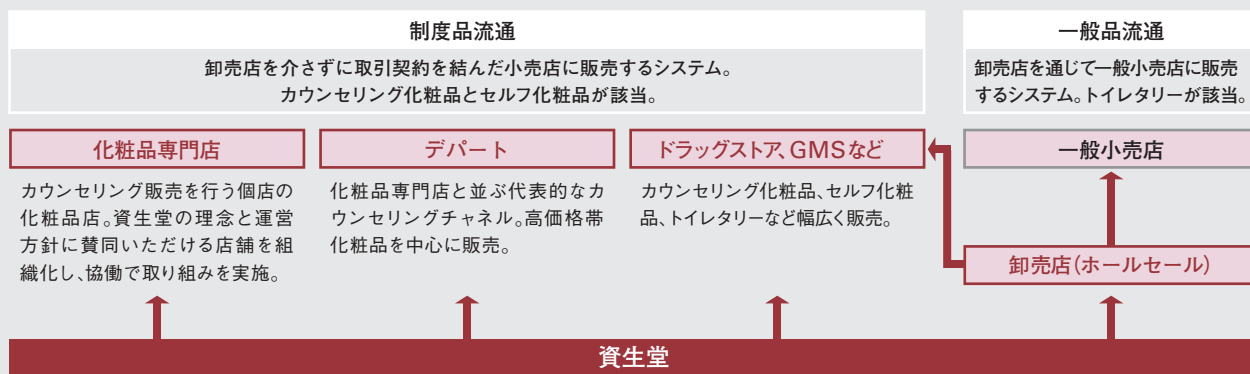 制度品流通
卸売店を介さずに取引契約を結んだ小売店に販売するシステム。
カウンセリング化粧品とセルフ化粧品が該当。
一般品流通
卸売店を通じて一般小売店に販売
するシステム。トイレタリーが該当。
化粧品専門店
カウンセリング販売を行う個店の
化粧品店。資生堂の理念と運営
方針に賛同いただける店舗を組
織化し、協働で取り組みを実施。
デパート
化粧品専門店と並ぶ代表的なカ
ウンセリングチャネル。高価格帯
化粧品を中心に販売。
ドラッグストア、GMSなど
カウンセリング化粧品、セルフ化粧
品、トイレタリーなど幅広く販売。
一般小売店
卸売店(ホールセール)
資生堂